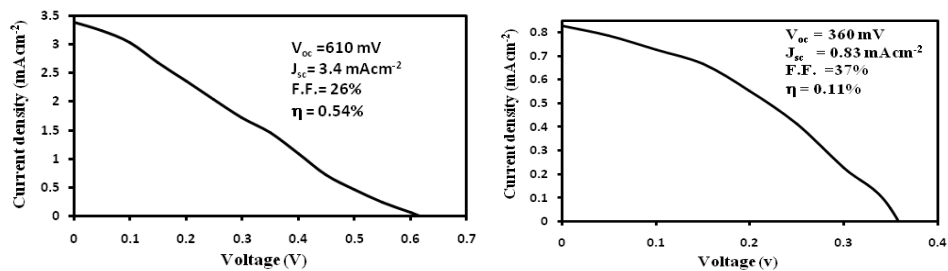 3.5
3
2.5
2
1.5
1
0.5
0
Current density (mAcm-2)
Voc =610 mV
Jsc= 3.4 mAcm-2
F.F.= 26%
η = 0.54%
0 0.1 0.2 0.3 0.4 0.5 0.6 0.7
Voltage (V)
0.8
0.7
0.6
0.5
0.4
0.3
0.2
0.1
0
Current density (mAcm-2)
Voc = 360 mV
Jsc = 0.83 mAcm-2
F.F. =37%
η = 0.11%
0 0.1 0.2 0.3 0.4
Voltage (v)